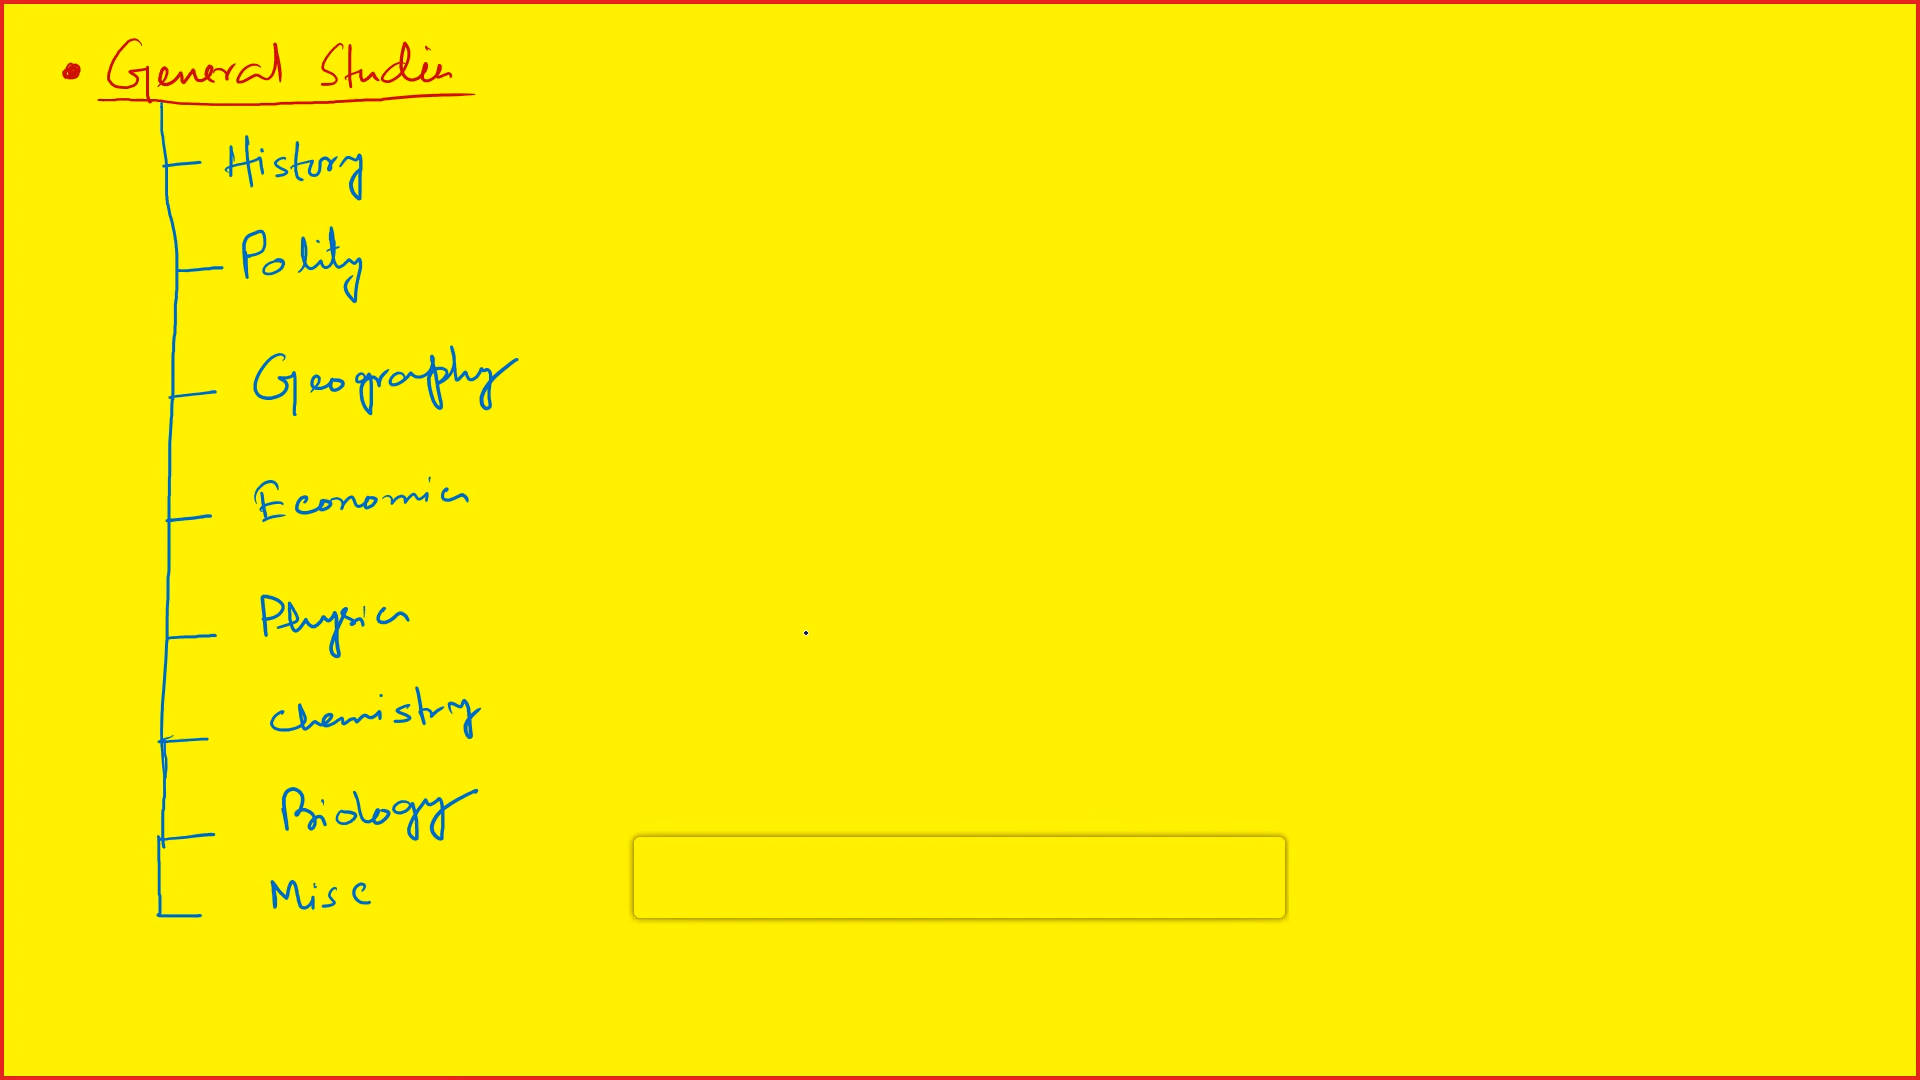 • General Studies
History
Polity
Geography
Economics
Physics
Chemistry
Biology
Misc